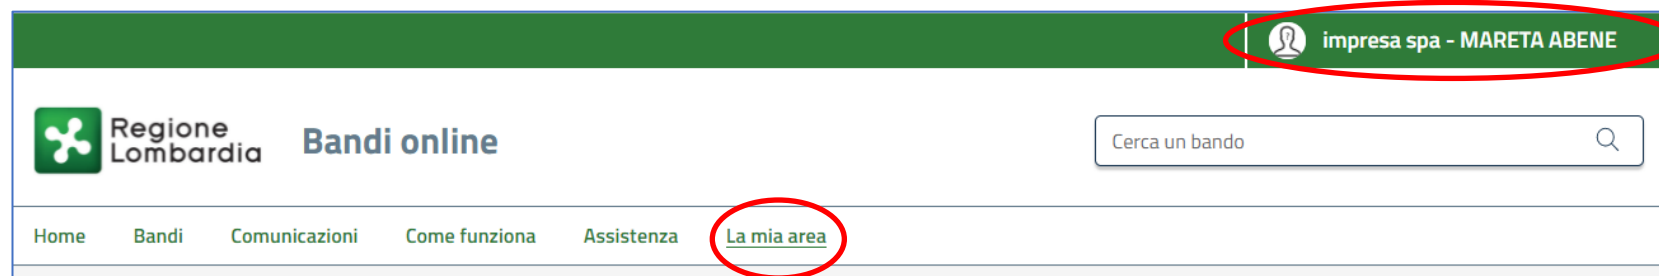 impresa spa - MARETA ABENE
Regione
Lombardia
Bandi online
Cerca un bando
Home Bandi Comunicazioni Come funziona Assistenza La mia area